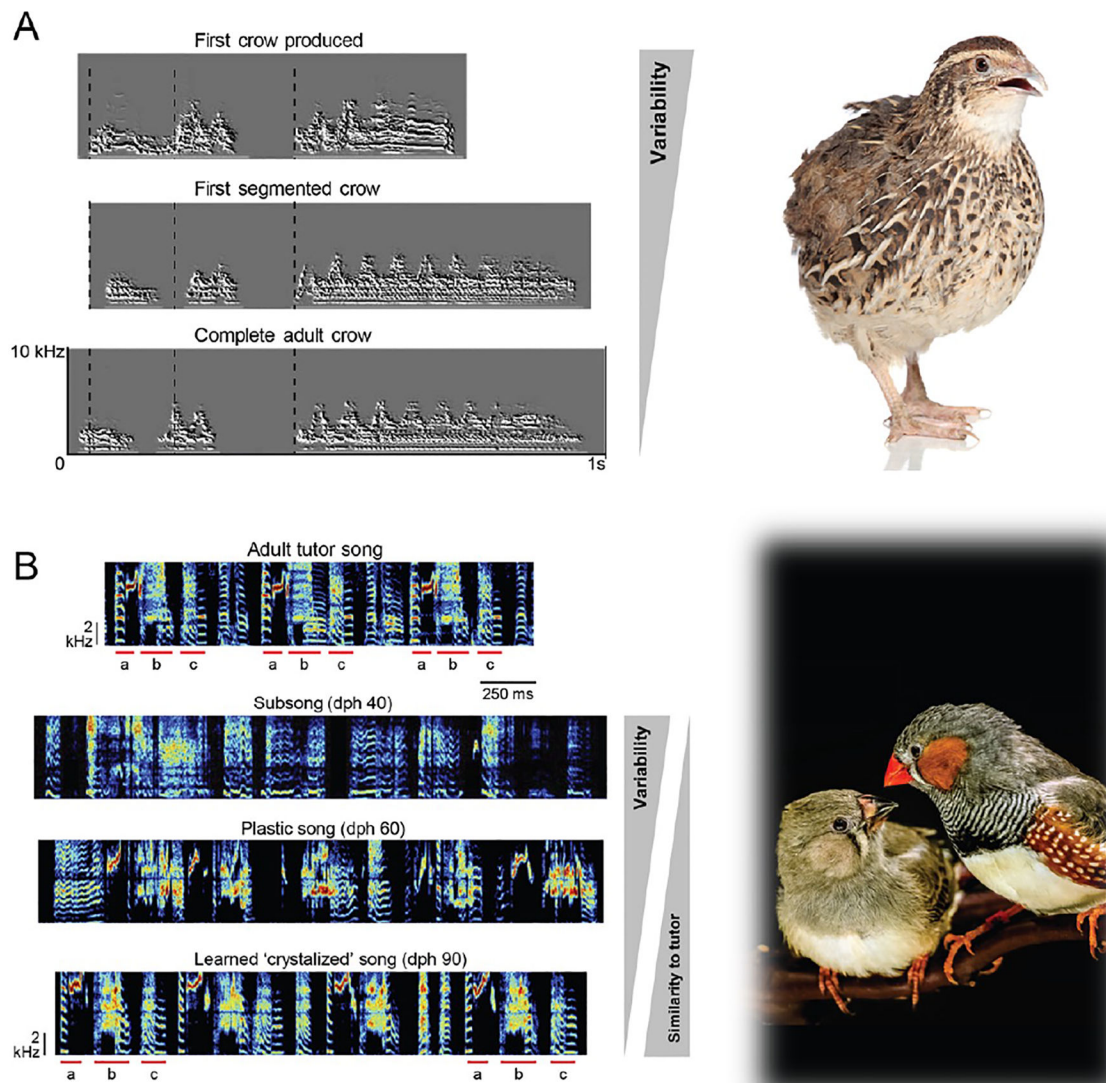 A
First crow produced
Variability
First segmented crow
Complete adult crow
10 kHz
0
1s
B
Adult tutor song
2
kHz
a b c a b c a b c
250 ms
Subsong (dph 40)
Variability
Plastic song (dph 60)
Similarity to tutor
Learned ‘crystalized’ song (dph 90)
2
kHz
a b c a b c